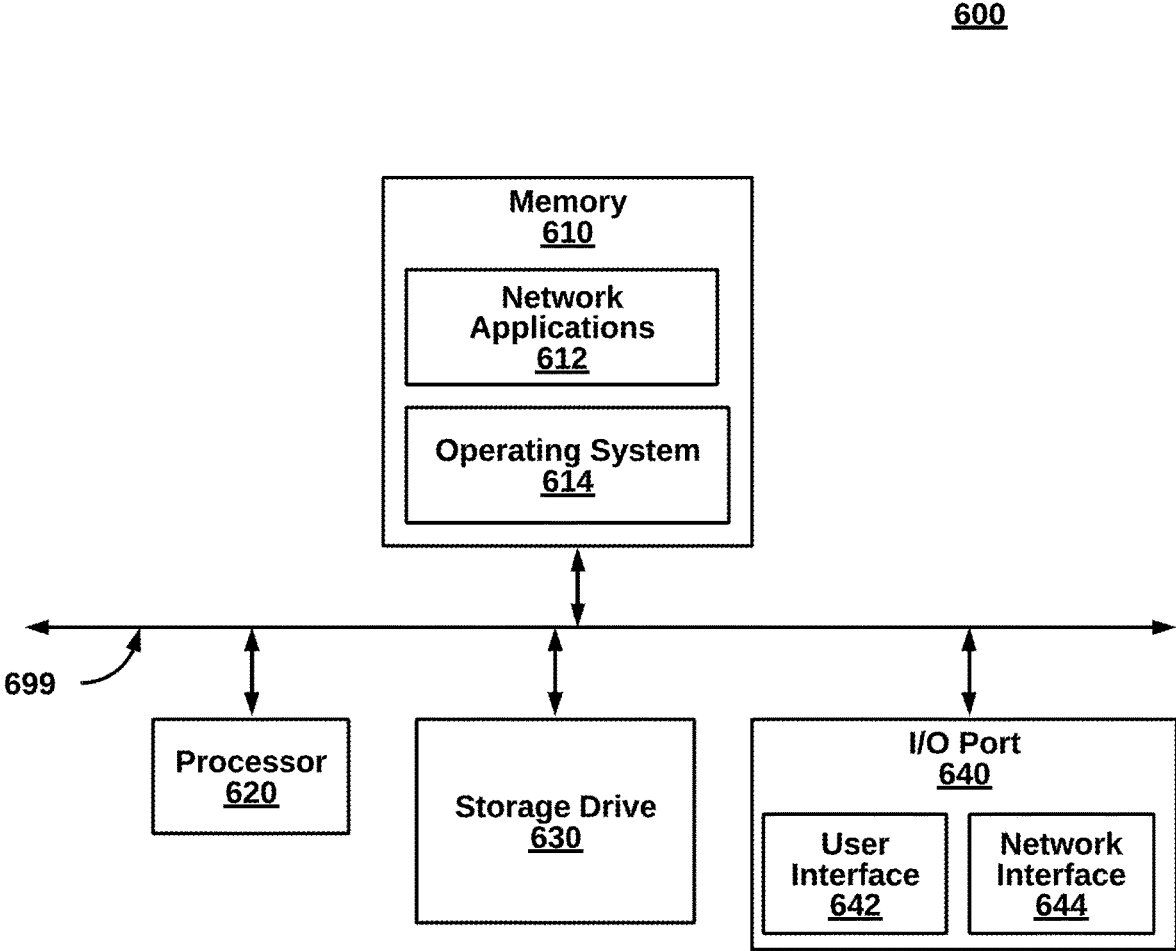 600
Memory
610
Network
Applications
612
Operating System
614
699
Processor
620
Storage Drive
630
I/O Port
640
User
Interface
642
Network
Interface
644